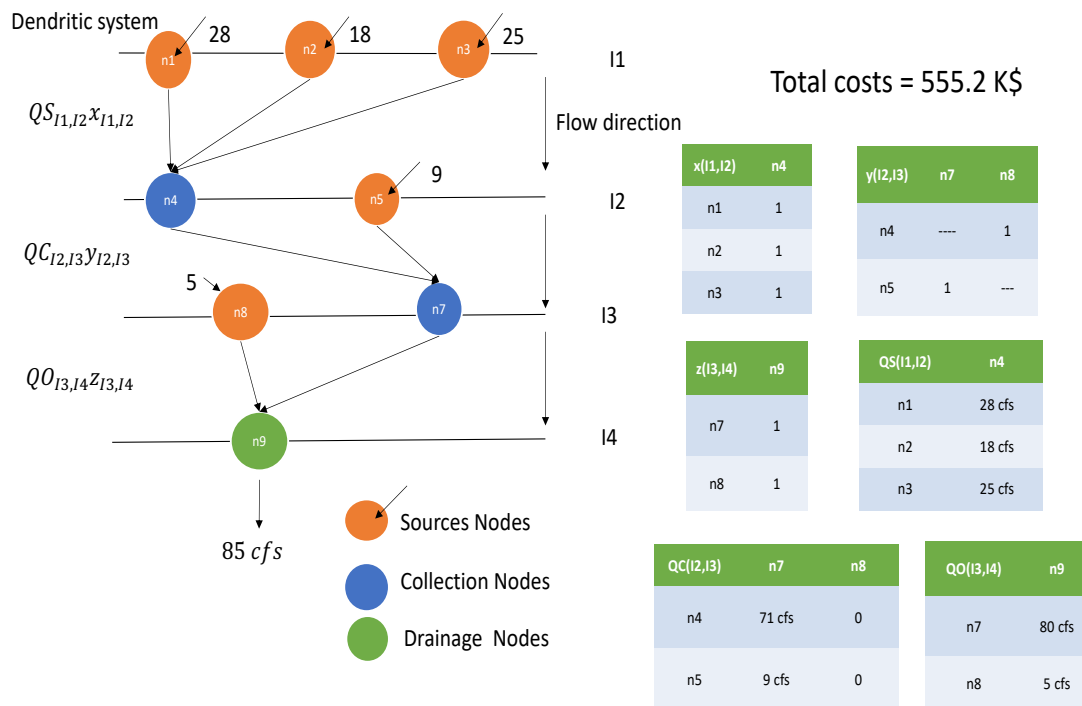 Dendritic system
28
18
25
n1
n2
n3
I1
Total costs = 555.2 K$
𝑄𝑆_{I1,I2}𝑥_{I1,I2}
Flow direction
9
n4
n5
I2
𝑄𝐶_{I2,I3}𝑦_{I2,I3}
5
n8
n7
I3
𝑄𝑂_{I3,I4}𝑧_{I3,I4}
n9
I4
85 𝑐𝑓𝑠
Sources Nodes
Collection Nodes
Drainage Nodes
x(I1,I2) n4
n1 1
n2 1
n3 1
y(I2,I3) n7 n8
n4 ---- 1
n5 1 ---
z(I3,I4) n9
n7 1
n8 1
QS(I1,I2) n4
n1 28 cfs
n2 18 cfs
n3 25 cfs
QC(I2,I3) n7 n8
n4 71 cfs 0
n5 9 cfs 0
QO(I3,I4) n9
n7 80 cfs
n8 5 cfs